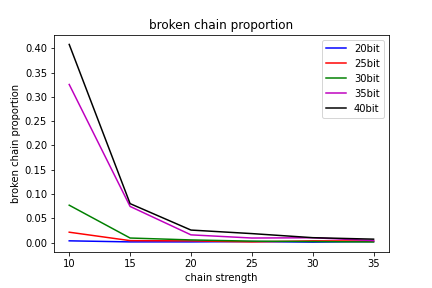 broken chain proportion
broken chain proportion
0.40
0.35
0.30
0.25
0.20
0.15
0.10
0.05
0.00
20bit
25bit
30bit
35bit
40bit
10 15 20 25 30 35
chain strength